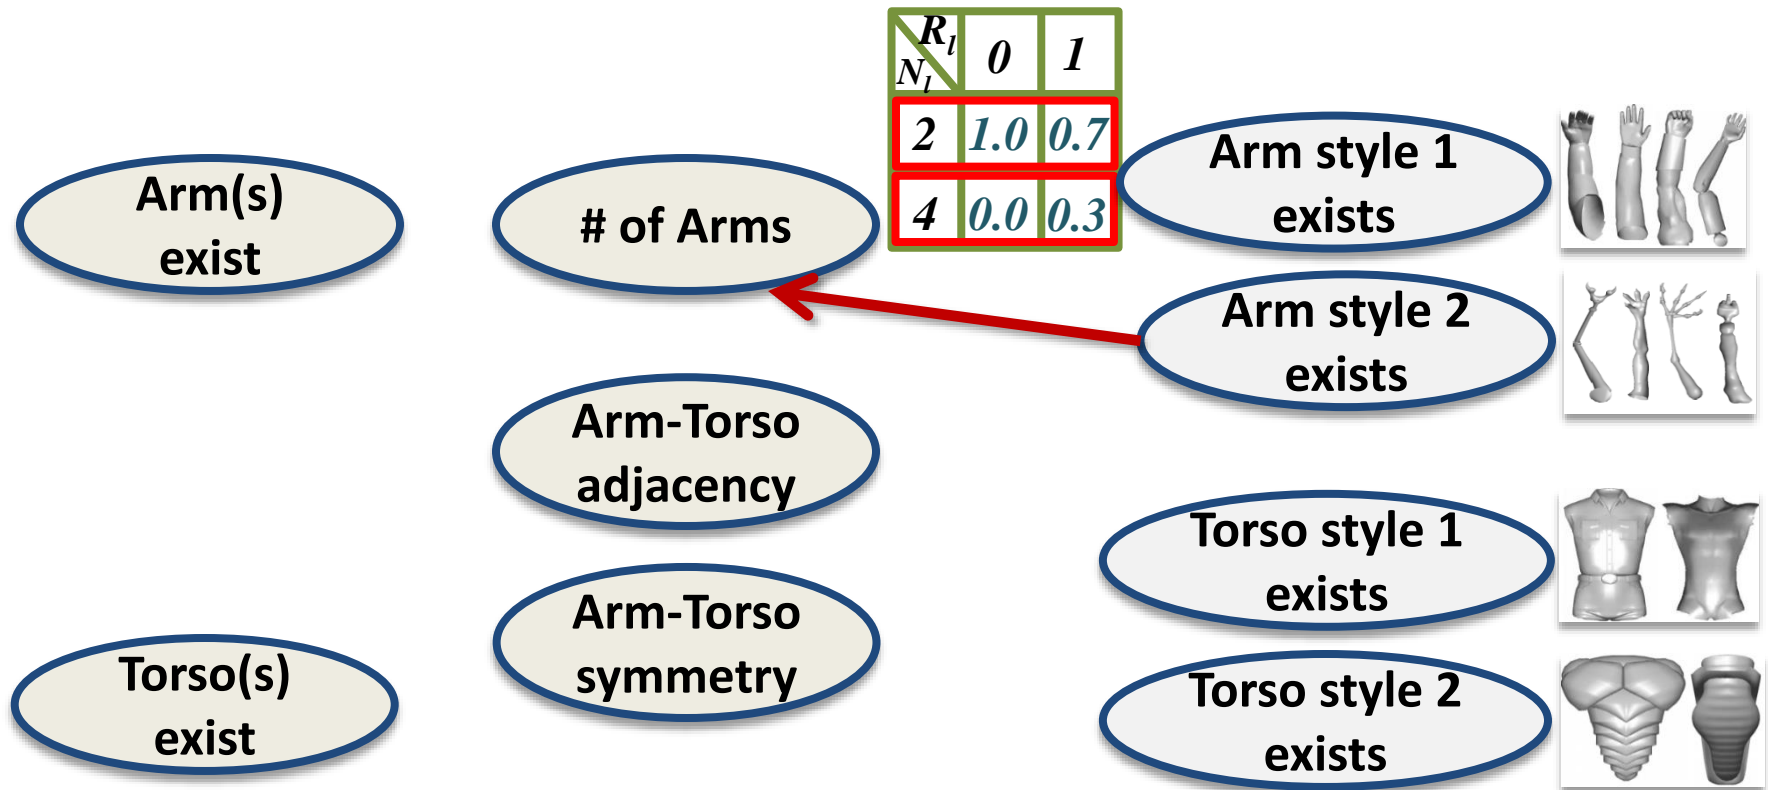 R_l 0 1
N_l
2 1.0 0.7
4 0.0 0.3
Arm(s)
exist
# of Arms
Arm style 1
exists
Arm style 2
exists
Arm-Torso
adjacency
Torso style 1
exists
Arm-Torso
symmetry
Torso(s)
exist
Torso style 2
exists